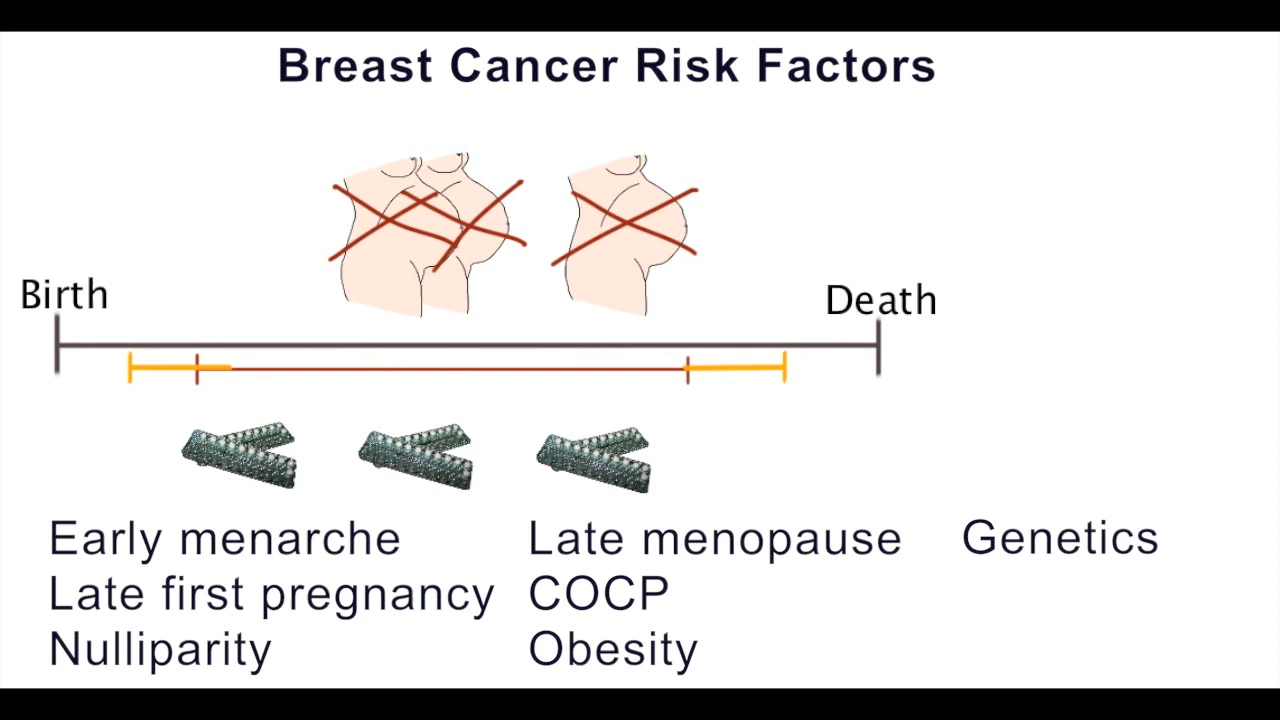 Breast Cancer Risk Factors
Birth
Death
Early menarche
Late first pregnancy
Nulliparity
Late menopause
COCP
Obesity
Genetics